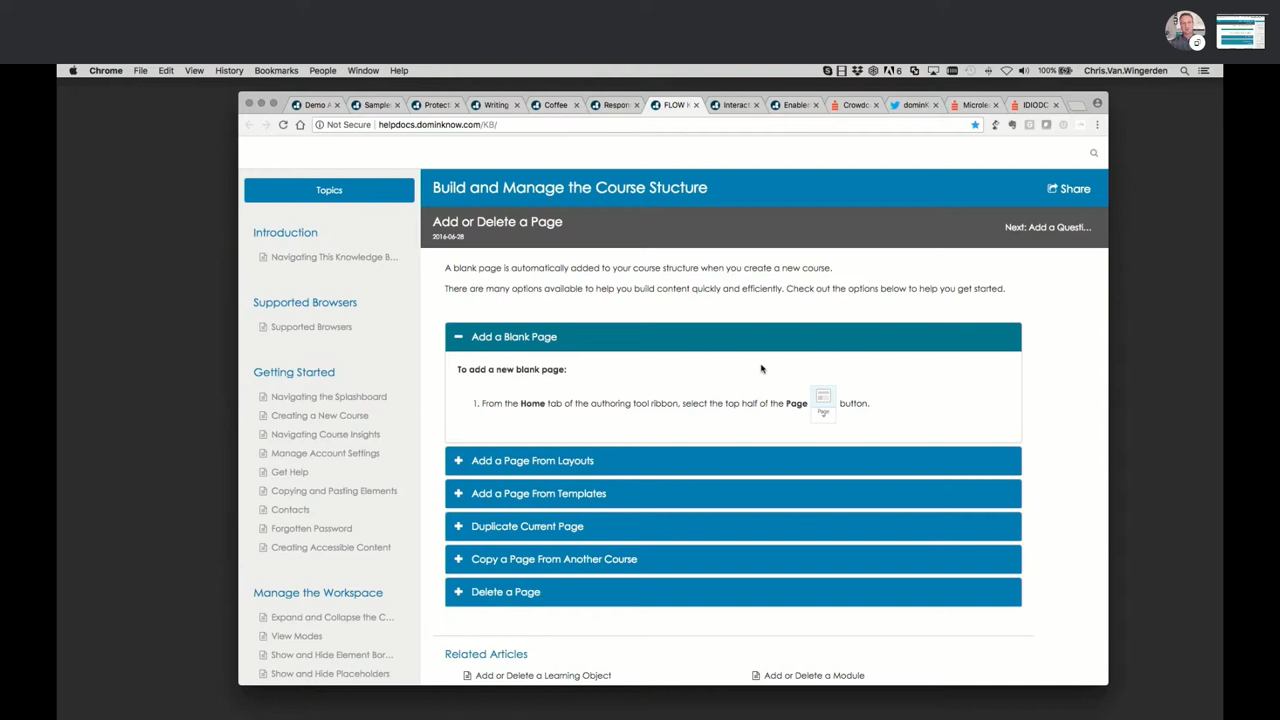 Chrome File Edit View History Bookmarks People Window Help 6 100% Chris.Van.Wingerden
Demo A Sample Protect Writing Coffee Respon FLOW Interact Enable Crowdc dominK Microle IDIODC
Not Secure helpdocs.dominknow.com/KB/
Topics
Build and Manage the Course Stucture
Share
Add or Delete a Page
2016-06-28
Next: Add a Questi...
Introduction
Navigating This Knowledge B...
Supported Browsers
Supported Browsers
Getting Started
Navigating the Splashboard
Creating a New Course
Navigating Course Insights
Manage Account Settings
Get Help
Copying and Pasting Elements
Contacts
Forgotten Password
Creating Accessible Content
Manage the Workspace
Expand and Collapse the C...
View Modes
Show and Hide Element Bor...
Show and Hide Placeholders
A blank page is automatically added to your course structure when you create a new course.
There are many options available to help you build content quickly and efficiently. Check out the options below to help you get started.
Add a Blank Page
To add a new blank page:
1. From the Home tab of the authoring tool ribbon, select the top half of the Page Page button.
Add a Page From Layouts
Add a Page From Templates
Duplicate Current Page
Copy a Page From Another Course
Delete a Page
Related Articles
Add or Delete a Learning Object
Add or Delete a Module